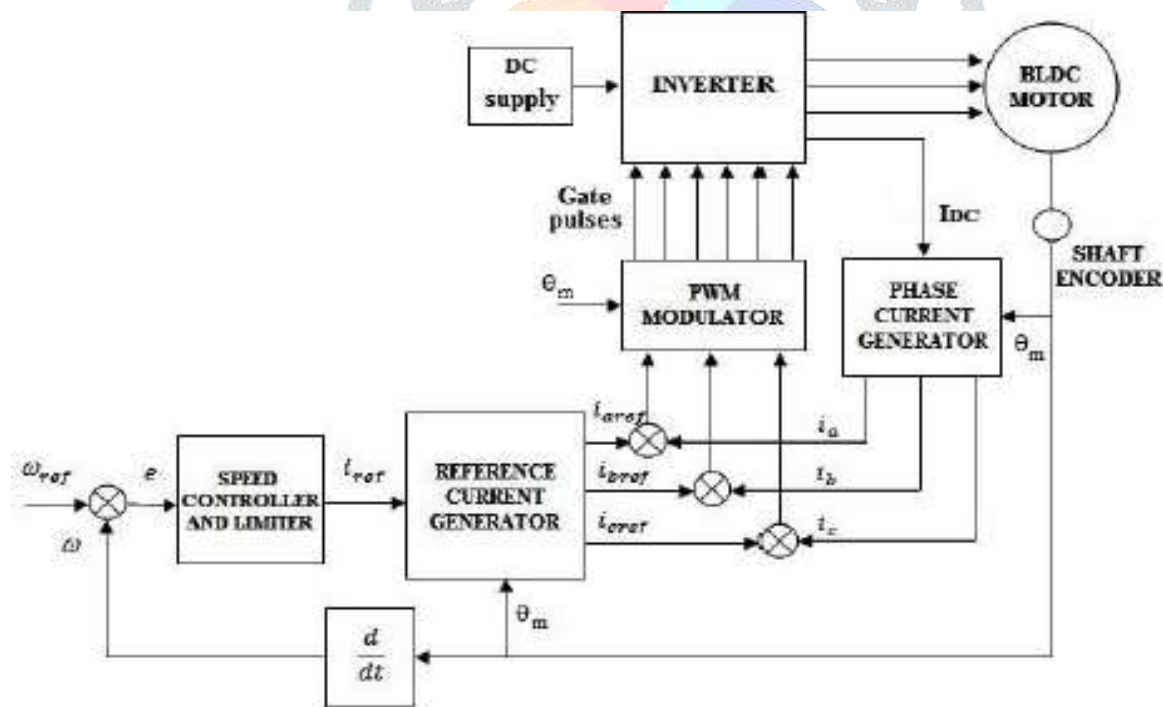 DC
supply
INVERTER
BLDC
MOTOR
Gate
pulses
IDC
SHAFT
ENCODER
θm
PWM
MODULATOR
PHASE
CURRENT
GENERATOR
θm
iaref
ia
ωref
e
SPEED
CONTROLLER
AND LIMITER
iref
REFERENCE
CURRENT
GENERATOR
ibref
ib
ω
icref
ic
θm
d
dt